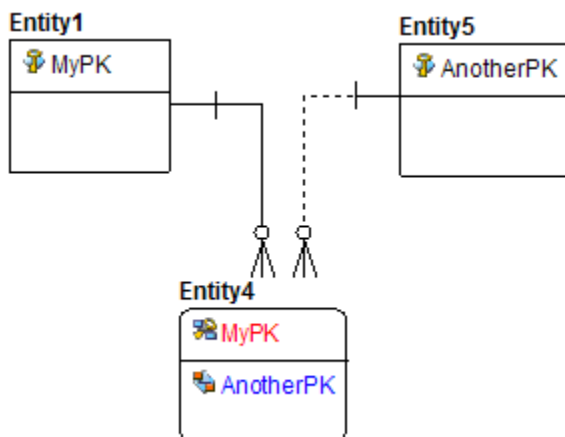 Entity1
MyPK
Entity5
AnotherPK
Entity4
MyPK
AnotherPK